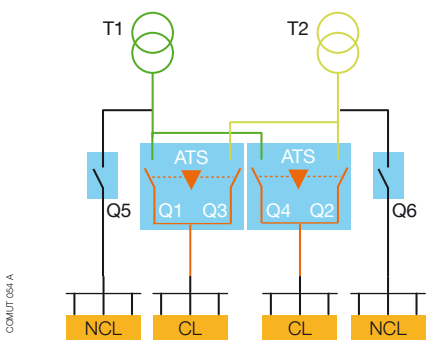 T1 T2
ATS ATS
Q5 Q1 Q3 Q4 Q2 Q6
NCL CL CL NCL
COMUT 054 A